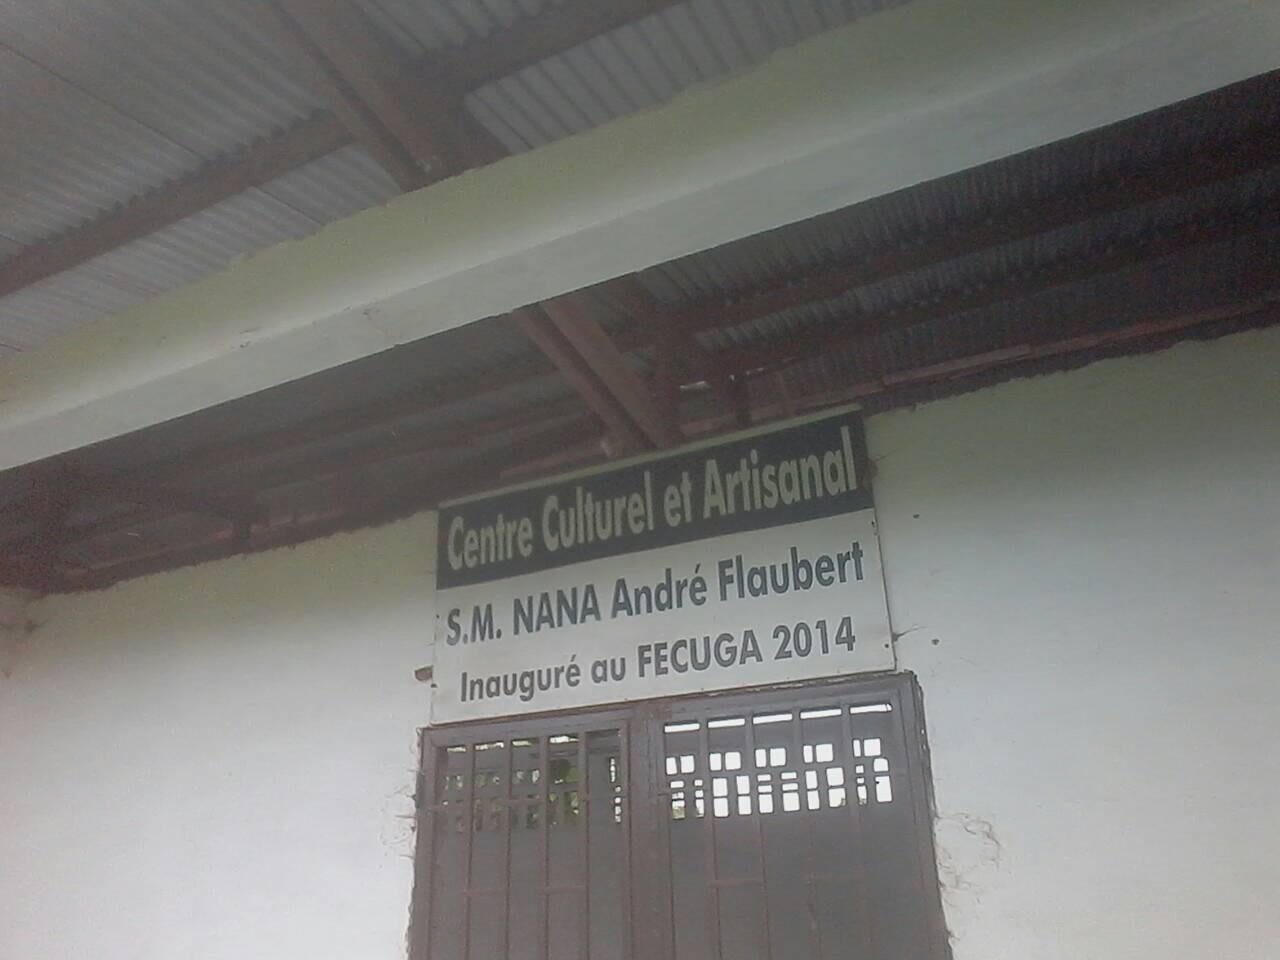 Centre Culturel et Artisanal
S.M. NANA André Flaubert
Inauguré au FECUGA 2014